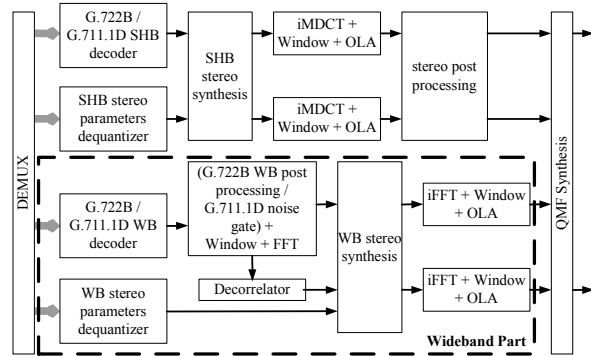 DEMUX
G.722B /
G.711.1D SHB
decoder
SHB
stereo
synthesis
iMDCT +
Window + OLA
stereo post
processing
SHB stereo
parameters
dequantizer
iMDCT +
Window + OLA
QMF Synthesis
G.722B /
G.711.1D WB
decoder
(G.722B WB post
processing /
G.711.1D noise
gate) +
Window + FFT
WB stereo
synthesis
iFFT + Window
+ OLA
Decorrelator
WB stereo
parameters
dequantizer
iFFT + Window
+ OLA
Wideband Part